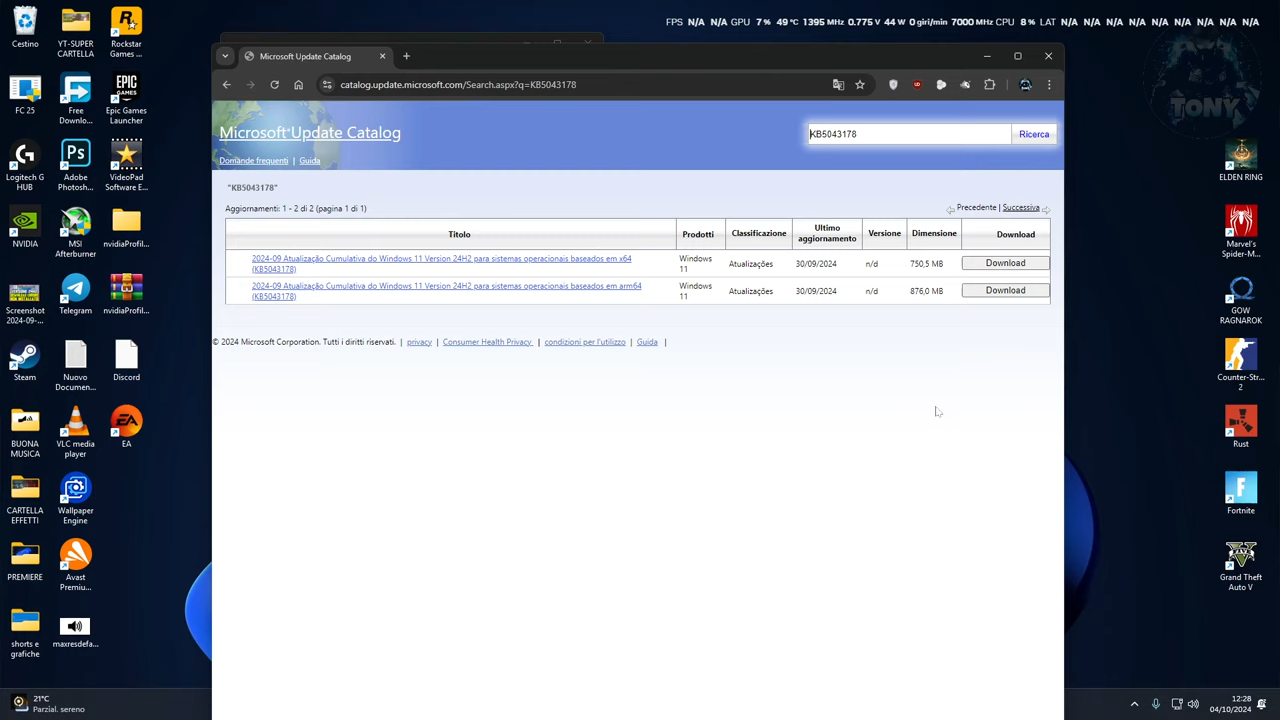 FPS N/A N/A GPU 7 % 49 °C 1395 MHz 0.775 V 44 W 0 giri/min 7000 MHz CPU 8 % LAT N/A N/A N/A N/A N/A N/A N/A N/A
Cestino
YT-SUPER CARTELLA
Rockstar Games ...
Microsoft Update Catalog
catalog.update.microsoft.com/Search.aspx?q=KB5043178
TONY
FC 25
Free Downlo...
Epic Games Launcher
Microsoft Update Catalog
KB5043178
Ricerca
Domande frequenti | Guida
"KB5043178"
Aggiornamenti: 1 - 2 di 2 (pagina 1 di 1)
Precedente | Successiva
Titolo
Prodotti
Classificazione
Ultimo aggiornamento
Versione
Dimensione
Download
2024-09 Atualização Cumulativa do Windows 11 Version 24H2 para sistemas operacionais baseados em x64
(KB5043178)
Windows 11
Atualizações
30/09/2024
n/d
750,5 MB
Download
2024-09 Atualização Cumulativa do Windows 11 Version 24H2 para sistemas operacionais baseados em arm64
(KB5043178)
Windows 11
Atualizações
30/09/2024
n/d
876,0 MB
Download
© 2024 Microsoft Corporation. Tutti i diritti riservati. | privacy | Consumer Health Privacy | condizioni per l'utilizzo | Guida |
Logitech G HUB
Ps
Adobe Photosh...
VideoPad Software E...
NVIDIA
MSI Afterburner
nvidiaProfil...
Screenshot 2024-09-...
Telegram
nvidiaProfil...
Steam
Nuovo Documen...
Discord
BUONA MUSICA
VLC media player
EA
EA
CARTELLA EFFETTI
Wallpaper Engine
PREMIERE
Avast Premiu...
shorts e grafiche
maxresdefa...
ELDEN RING
Marvel's Spider-M...
GOW RAGNAROK
Counter-Str... 2
Rust
Fortnite
Grand Theft Auto V
21°C
Parzial. sereno
12:28
04/10/2024